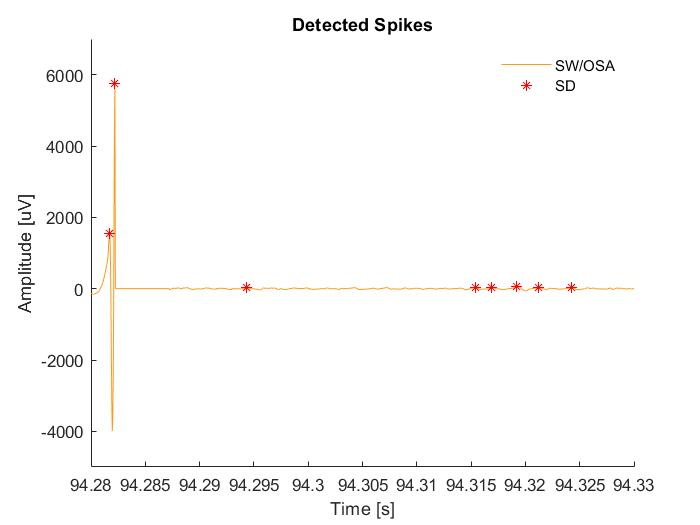 Detected Spikes
SW/OSA
SD
6000
4000
2000
0
-2000
-4000
Amplitude [uV]
94.28 94.285 94.29 94.295 94.3 94.305 94.31 94.315 94.32 94.325 94.33
Time [s]